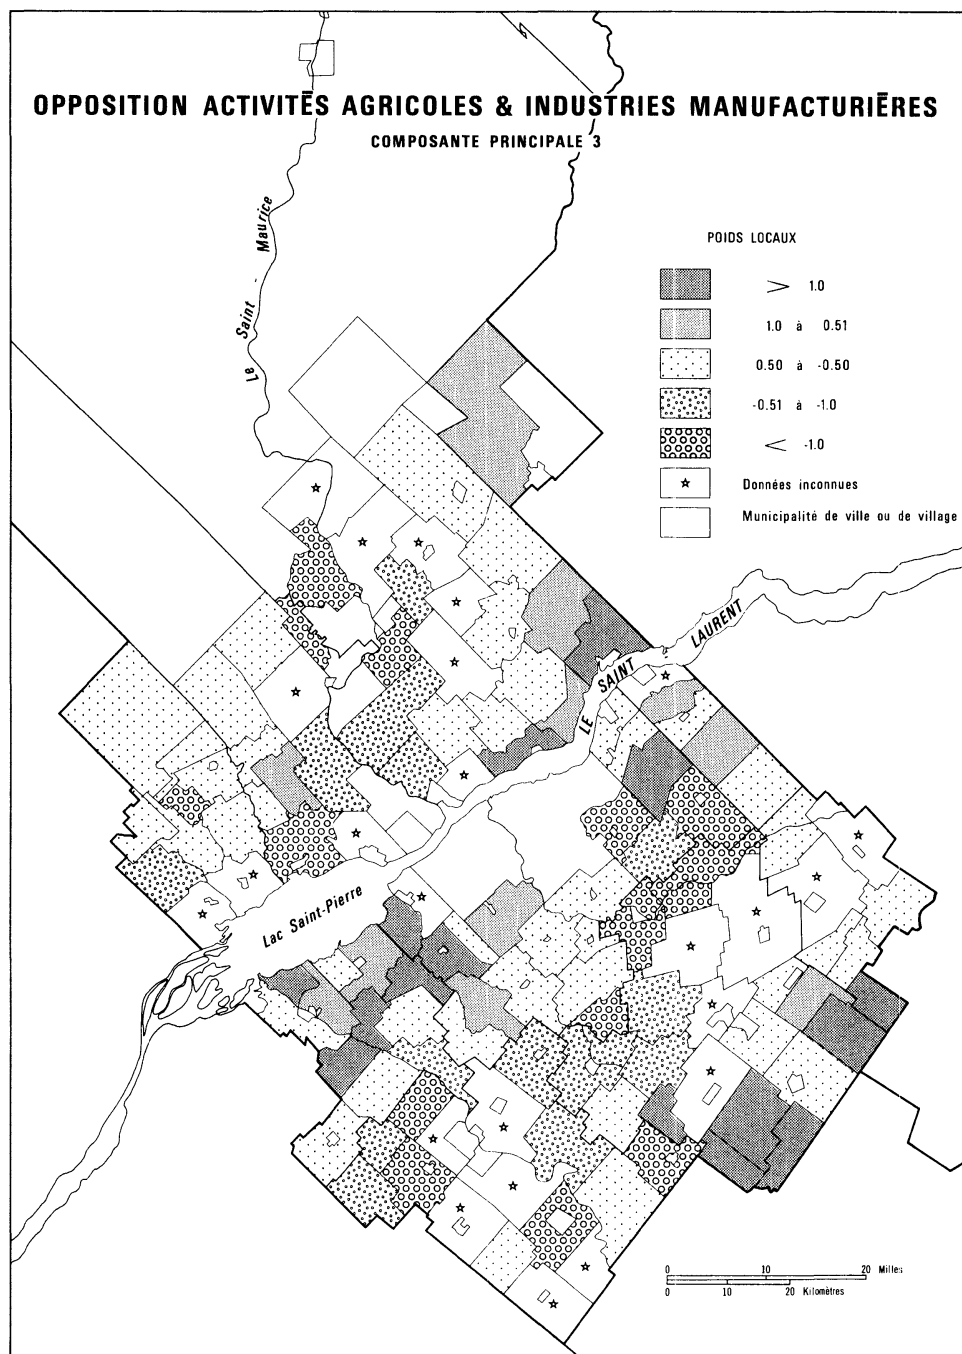 OPPOSITION ACTIVITĒS AGRICOLES & INDUSTRIES MANUFACTURIĒRES
COMPOSANTE PRINCIPALE 3
Le Saint - Maurice
POIDS LOCAUX
> 1.0
1.0 à 0.51
0.50 à -0.50
-0.51 à -1.0
< -1.0
Données inconnues
Municipalité de ville ou de village
LE SAINT LAURENT
Lac Saint-Pierre
0 10 20 Milles
0 10 20 Kilomètres